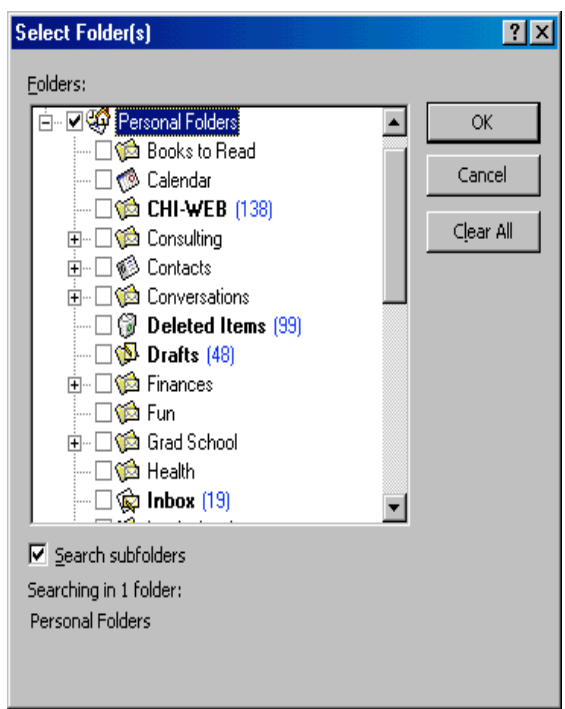 Select Folder(s)
Folders:
Personal Folders
OK
Books to Read
Calendar
Cancel
CHI-WEB (138)
Consulting
Clear All
Contacts
Conversations
Deleted Items (99)
Drafts (48)
Finances
Fun
Grad School
Health
Inbox (19)
Search subfolders
Searching in 1 folder:
Personal Folders